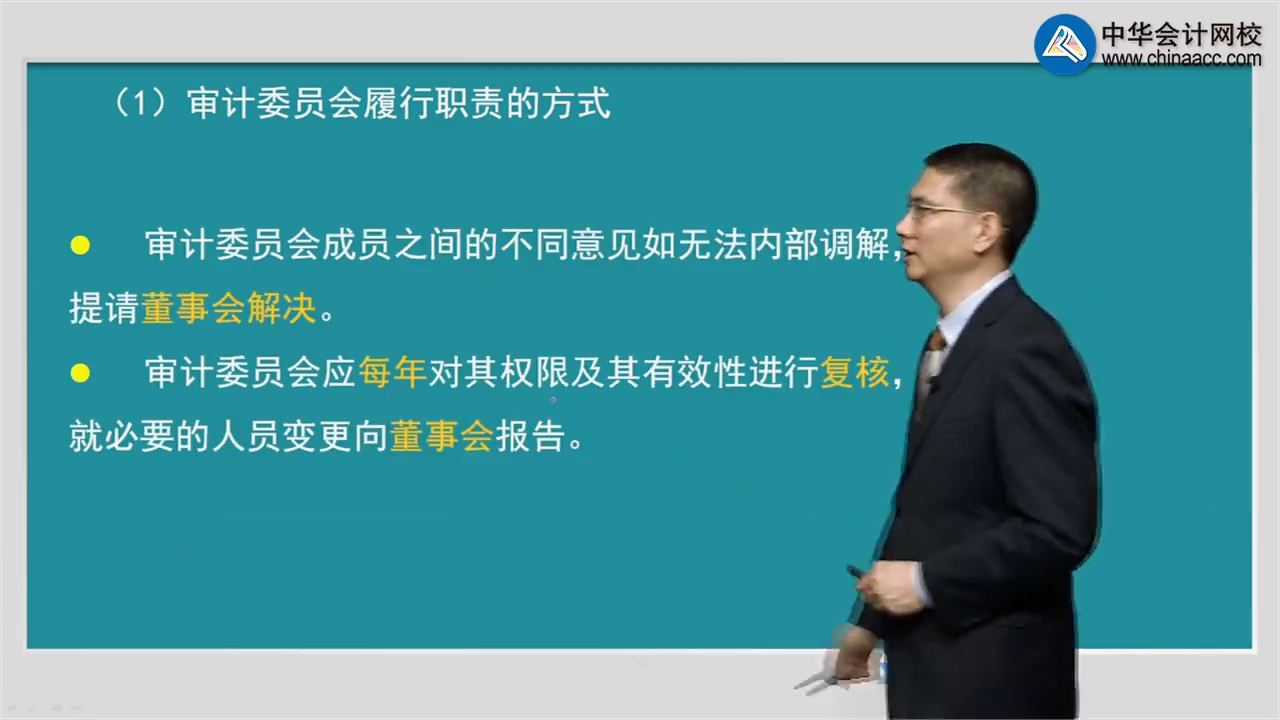 中华会计网校
www.chinaacc.com
（1）审计委员会履行职责的方式
审计委员会成员之间的不同意见如无法内部调解，
提请董事会解决。
审计委员会应每年对其权限及其有效性进行复核，
就必要的人员变更向董事会报告。